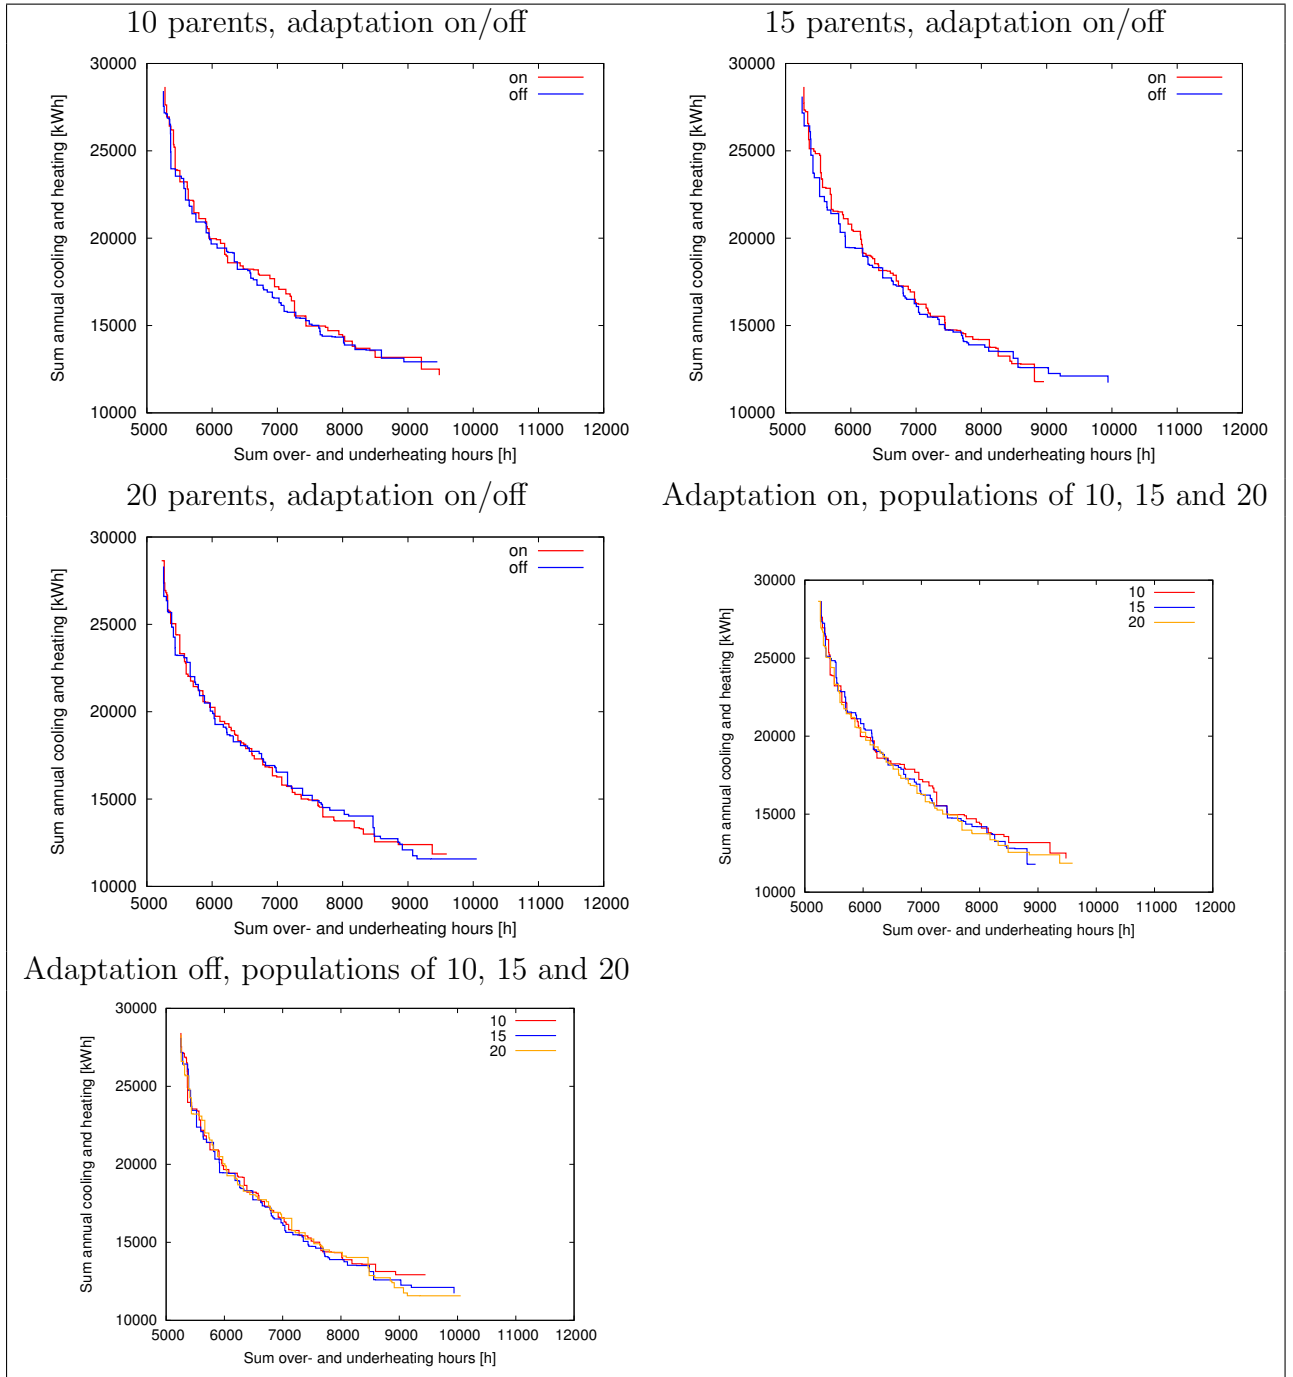 10 parents, adaptation on/off
30000
25000
20000
15000
10000
5000 6000 7000 8000 9000 10000 11000 12000
Sum annual cooling and heating [kWh]
Sum over- and underheating hours [h]
on
off
15 parents, adaptation on/off
30000
25000
20000
15000
10000
5000 6000 7000 8000 9000 10000 11000 12000
Sum annual cooling and heating [kWh]
Sum over- and underheating hours [h]
on
off
20 parents, adaptation on/off
30000
25000
20000
15000
10000
5000 6000 7000 8000 9000 10000 11000 12000
Sum annual cooling and heating [kWh]
Sum over- and underheating hours [h]
on
off
Adaptation on, populations of 10, 15 and 20
30000
25000
20000
15000
10000
5000 6000 7000 8000 9000 10000 11000 12000
Sum annual cooling and heating [kWh]
Sum over- and underheating hours [h]
10
15
20
Adaptation off, populations of 10, 15 and 20
30000
25000
20000
15000
10000
5000 6000 7000 8000 9000 10000 11000 12000
Sum annual cooling and heating [kWh]
Sum over- and underheating hours [h]
10
15
20